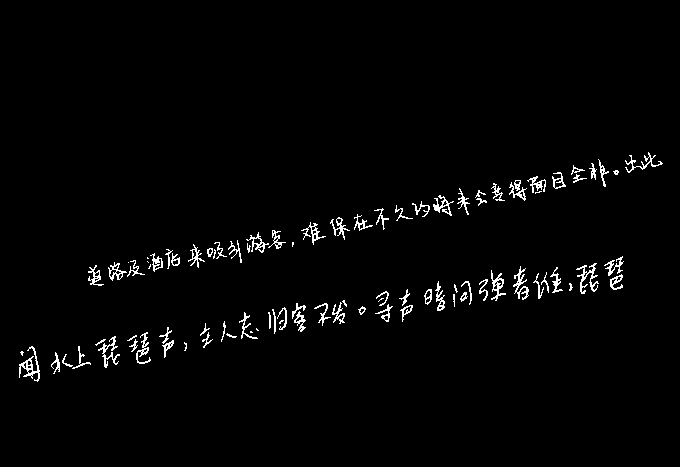 道路及酒店来吸引游客，难保在不久的将来会变得面目全非。出此
闻水上琵琶声，主人忘归客不发。寻声暗问弹者谁，琵琶